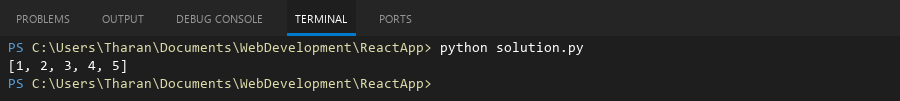 PROBLEMS OUTPUT DEBUG CONSOLE TERMINAL PORTS
PS C:\Users\Tharan\Documents\WebDevelopment\ReactApp> python solution.py
[1, 2, 3, 4, 5]
PS C:\Users\Tharan\Documents\WebDevelopment\ReactApp>